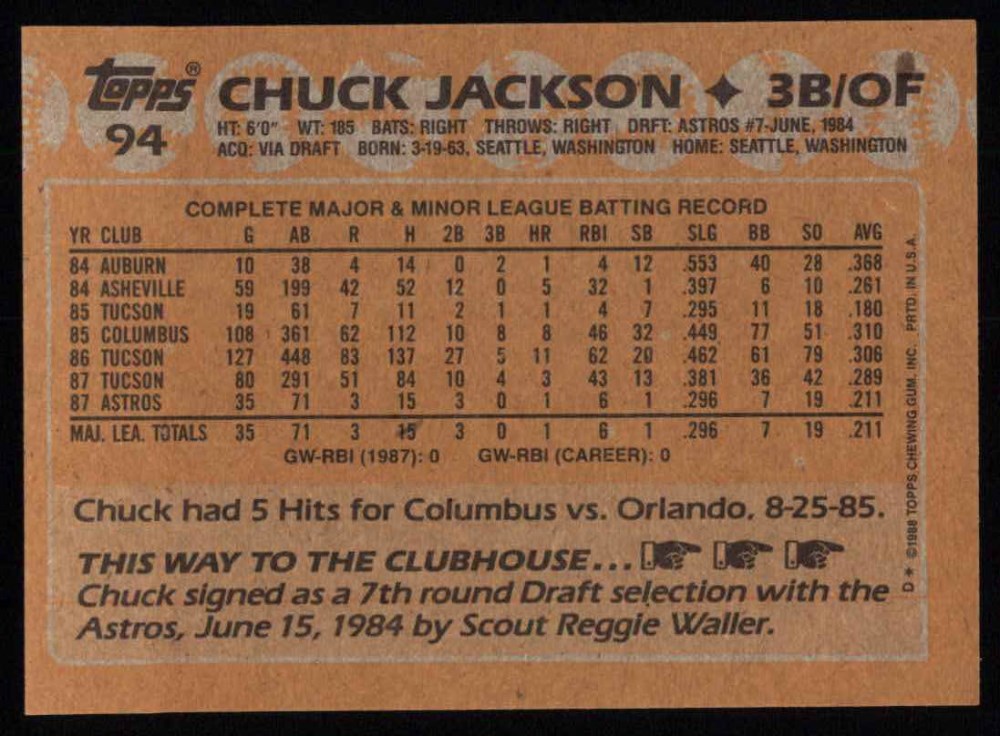 topps® CHUCK JACKSON ✦ 3B/OF
94
HT: 6'0" WT: 185 BATS: RIGHT THROWS: RIGHT DRFT: ASTROS #7-JUNE, 1984
ACQ: VIA DRAFT BORN: 3-19-63, SEATTLE, WASHINGTON HOME: SEATTLE, WASHINGTON
COMPLETE MAJOR & MINOR LEAGUE BATTING RECORD
YR CLUB G AB R H 2B 3B HR RBI SB SLG BB SO AVG
84 AUBURN 10 38 4 14 0 2 1 4 12 .553 40 28 .368
84 ASHEVILLE 59 199 42 52 12 0 5 32 1 .397 6 10 .261
85 TUCSON 19 61 7 11 2 1 1 4 7 .295 11 18 .180
85 COLUMBUS 108 361 62 112 10 8 8 46 32 .449 77 51 .310
86 TUCSON 127 448 83 137 27 5 11 62 20 .462 61 79 .306
87 TUCSON 80 291 51 84 10 4 3 43 13 .381 36 42 .289
87 ASTROS 35 71 3 15 3 0 1 6 1 .296 7 19 .211
MAJ. LEA. TOTALS 35 71 3 15 3 0 1 6 1 .296 7 19 .211
GW-RBI (1987): 0 GW-RBI (CAREER): 0
Chuck had 5 Hits for Columbus vs. Orlando, 8-25-85.
THIS WAY TO THE CLUBHOUSE...
Chuck signed as a 7th round Draft selection with the
Astros, June 15, 1984 by Scout Reggie Waller.
D* ©1988 TOPPS CHEWING GUM, INC. PRTD. IN U.S.A.